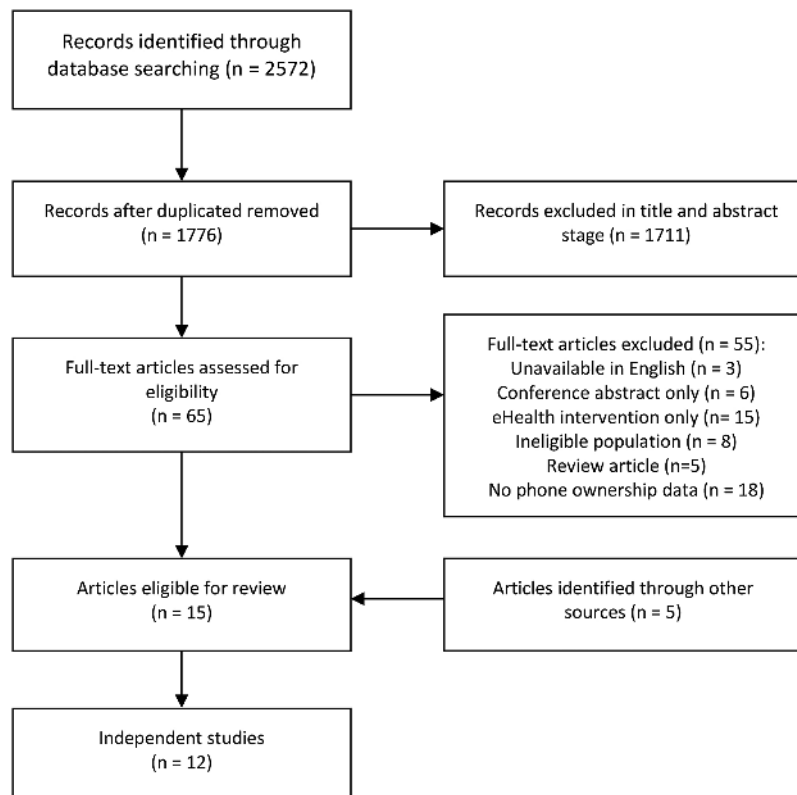 Records identified through
database searching (n = 2572)
Records after duplicated removed
(n = 1776)
Records excluded in title and abstract
stage (n = 1711)
Full-text articles assessed for
eligibility
(n = 65)
Full-text articles excluded (n = 55):
Unavailable in English (n = 3)
Conference abstract only (n = 6)
eHealth intervention only (n= 15)
Ineligible population (n = 8)
Review article (n=5)
No phone ownership data (n = 18)
Articles eligible for review
(n = 15)
Articles identified through other
sources (n = 5)
Independent studies
(n = 12)